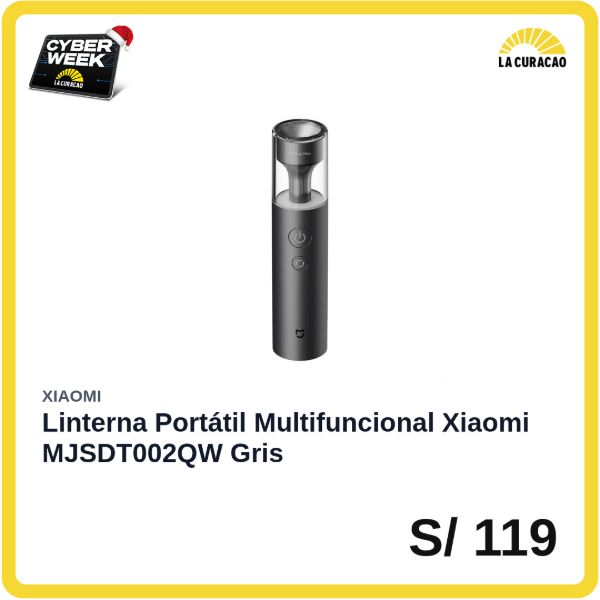 CYBER
WEEK
LA CURACAO
LA CURACAO
XIAOMI
Linterna Portátil Multifuncional Xiaomi
MJSDT002QW Gris
S/ 119